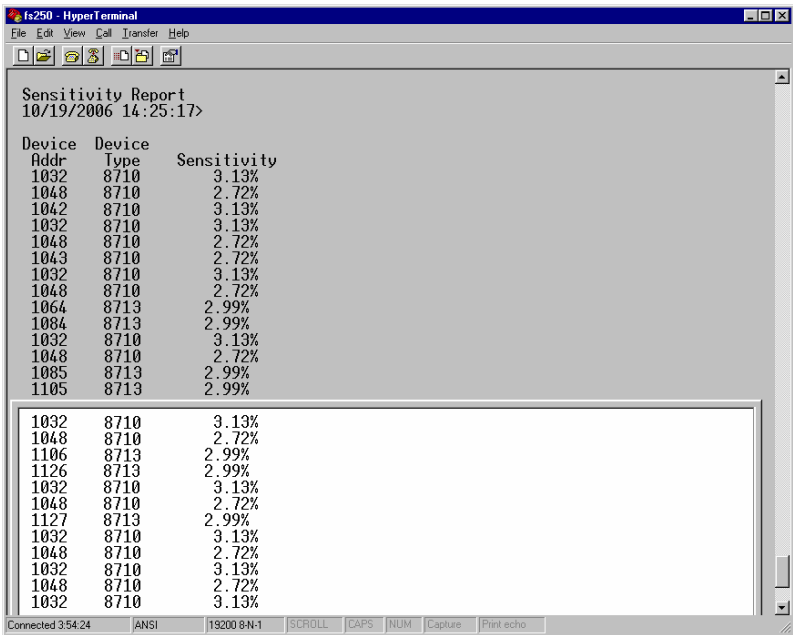 fs250 - HyperTerminal
File Edit View Call Transfer Help
Sensitivity Report
10/19/2006 14:25:17>
Device Device
Addr Type Sensitivity
1032 8710 3.13%
1048 8710 2.72%
1042 8710 3.13%
1032 8710 3.13%
1048 8710 2.72%
1043 8710 2.72%
1032 8710 3.13%
1048 8710 2.72%
1064 8713 2.99%
1084 8713 2.99%
1032 8710 3.13%
1048 8710 2.72%
1085 8713 2.99%
1105 8713 2.99%
1032 8710 3.13%
1048 8710 2.72%
1106 8713 2.99%
1126 8713 2.99%
1032 8710 3.13%
1048 8710 2.72%
1127 8713 2.99%
1032 8710 3.13%
1048 8710 2.72%
1032 8710 3.13%
1048 8710 2.72%
1032 8710 3.13%
Connected 3:54:24 ANSI 19200 8-N-1 SCROLL CAPS NUM Capture Print echo